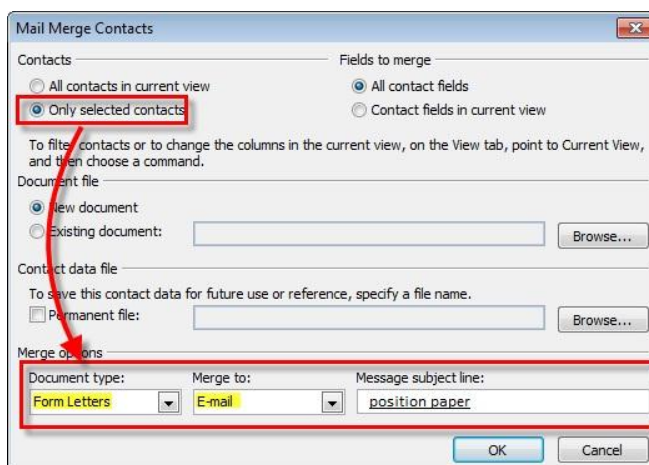 Mail Merge Contacts
Contacts
Fields to merge
All contacts in current view
All contact fields
Only selected contacts
Contact fields in current view
To filter contacts or to change the columns in the current view, on the View tab, point to Current View,
and then choose a command.
Document file
New document
Existing document:
Browse...
Contact data file
To save this contact data for future use or reference, specify a file name.
Permanent file:
Browse...
Merge options
Document type:
Merge to:
Message subject line:
Form Letters
E-mail
position paper
OK
Cancel